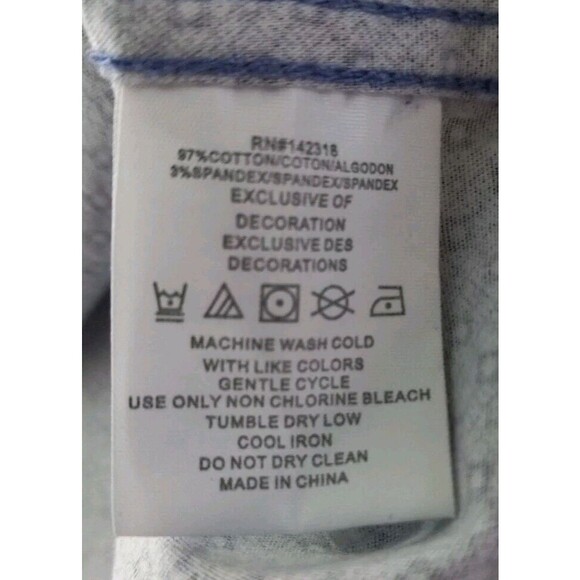 RN#142318
97%COTTON/COTON/ALGODON
3%SPANDEX/SPANDEX/SPANDEX
EXCLUSIVE OF
DECORATION
EXCLUSIVE DES
DECORATIONS
MACHINE WASH COLD
WITH LIKE COLORS
GENTLE CYCLE
USE ONLY NON CHLORINE BLEACH
TUMBLE DRY LOW
COOL IRON
DO NOT DRY CLEAN
MADE IN CHINA